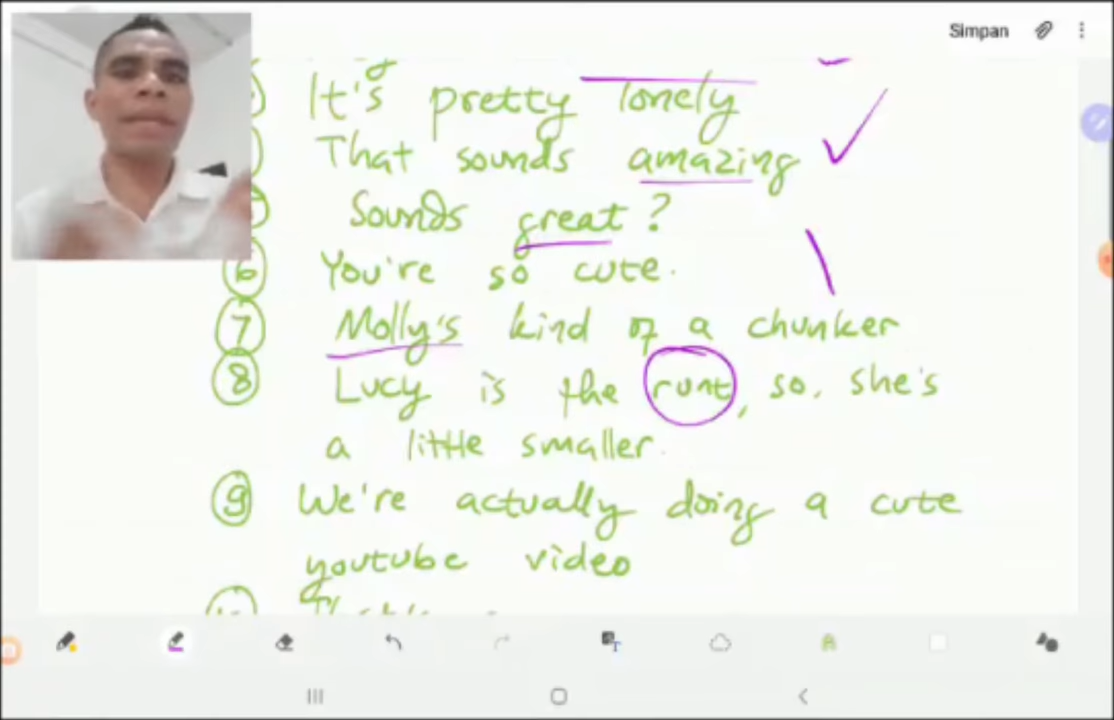 Simpan
It's pretty lonely
That sounds amazing
Sounds great?
6 You're so cute.
7 Molly's kind of a chunker
8 Lucy is the runt, so, she's
a little smaller.
9 We're actually doing a cute
youtube video